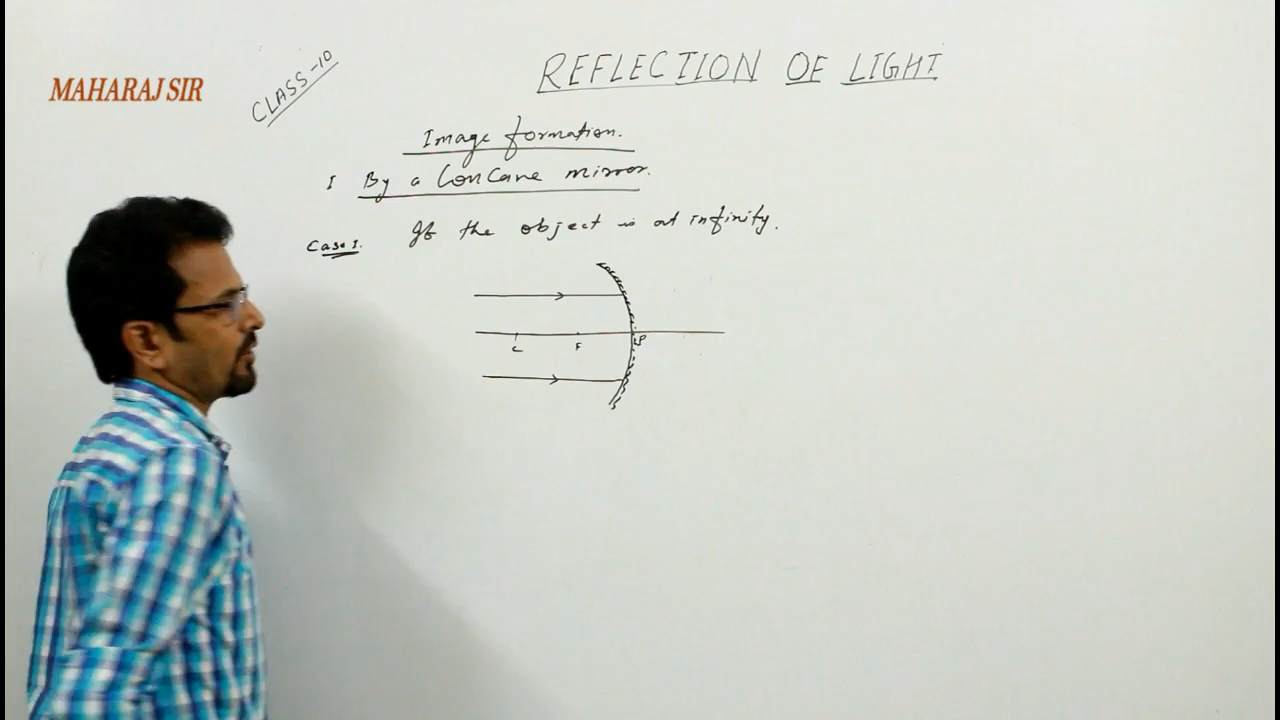 MAHARAJ SIR
CLASS-10
REFLECTION OF LIGHT
Image formation.
I By a Concave mirror.
Case I. If the object is at infinity.
C F P